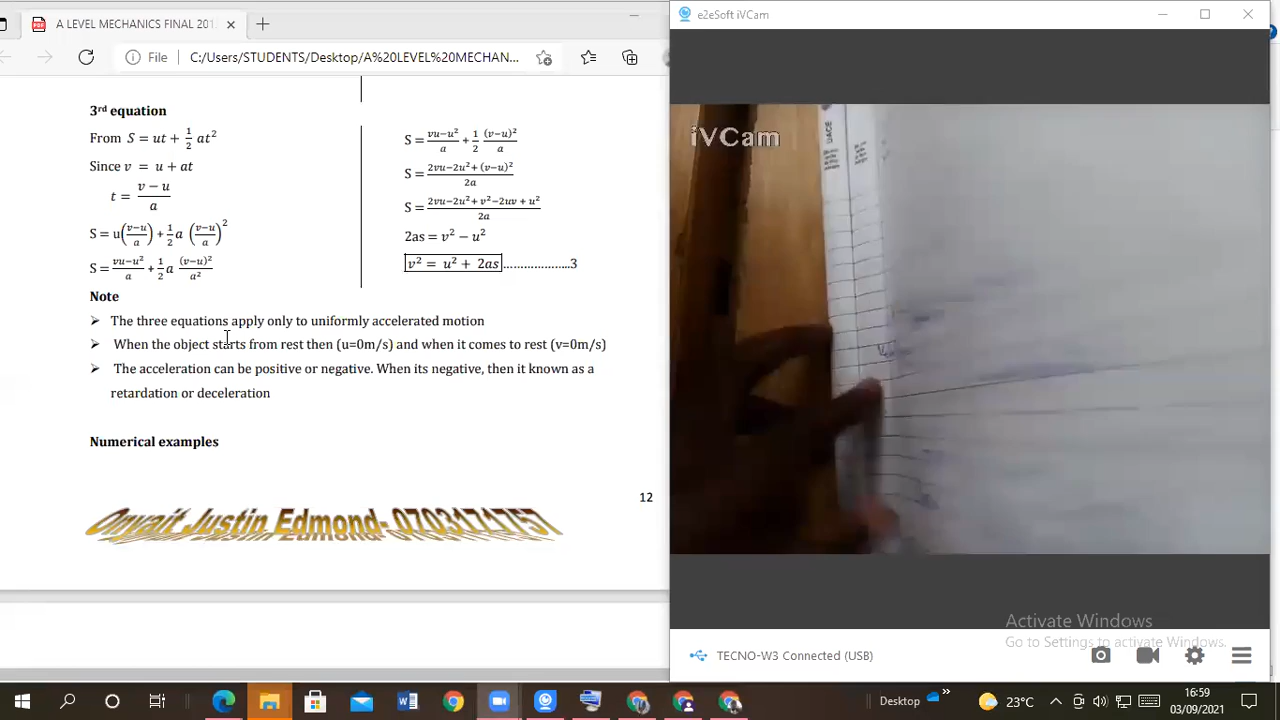 A LEVEL MECHANICS FINAL 201
File
C:/Users/STUDENTS/Desktop/A%20LEVEL%20MECHAN...
3rd equation
From S = ut + 1/2 at²
Since v = u + at
t = (v − u)/a
S = u((v−u)/a) + 1/2 a ((v−u)/a)²
S = (vu−u²)/a + 1/2 a (v−u)²/a²
S = (vu−u²)/a + 1/2 (v−u)²/a
S = (2vu−2u²+(v−u)²)/2a
S = (2vu−2u²+ v²−2uv + u²)/2a
2as = v² − u²
v² = u² + 2as ...................3
Note
➤ The three equations apply only to uniformly accelerated motion
➤ When the object starts from rest then (u=0m/s) and when it comes to rest (v=0m/s)
➤ The acceleration can be positive or negative. When its negative, then it known as a
retardation or deceleration
Numerical examples
12
Onyait Justin Edmond- 0703171757
e2eSoft iVCam
iVCam
UACE
Activate Windows
Go to Settings to activate Windows.
TECNO-W3 Connected (USB)
Desktop
23°C
16:59
03/09/2021